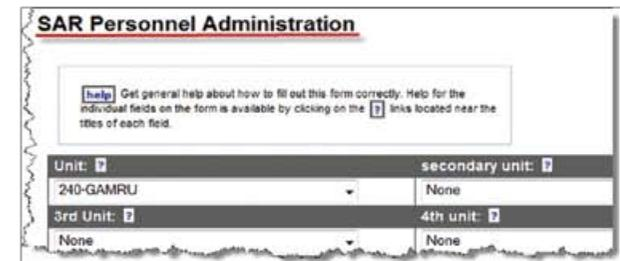 SAR Personnel Administration
help Get general help about how to fill out this form correctly. Help for the
individual fields on the form is available by clicking on the ? links located near the
titles of each field.
Unit: ? secondary unit: ?
240-GAMRU None
3rd Unit: ? 4th unit: ?
None None